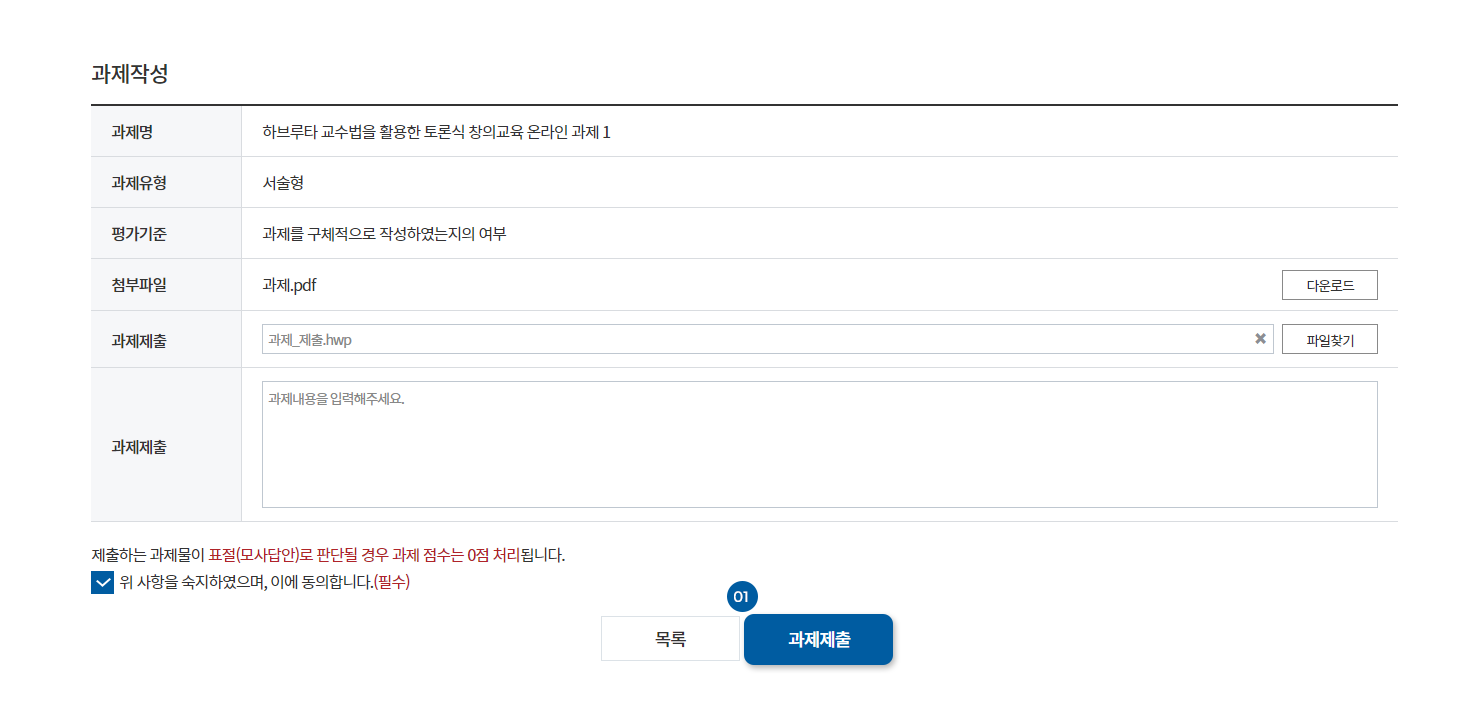 과제작성
과제명 하브루타 교수법을 활용한 토론식 창의교육 온라인 과제 1
과제유형 서술형
평가기준 과제를 구체적으로 작성하였는지의 여부
첨부파일 과제.pdf 다운로드
과제제출 과제_제출.hwp ✖ 파일찾기
과제제출 과제내용을 입력해주세요.
제출하는 과제물이 표절(모사답안)로 판단될 경우 과제 점수는 0점 처리됩니다.
위 사항을 숙지하였으며, 이에 동의합니다.(필수)
01
목록 과제제출